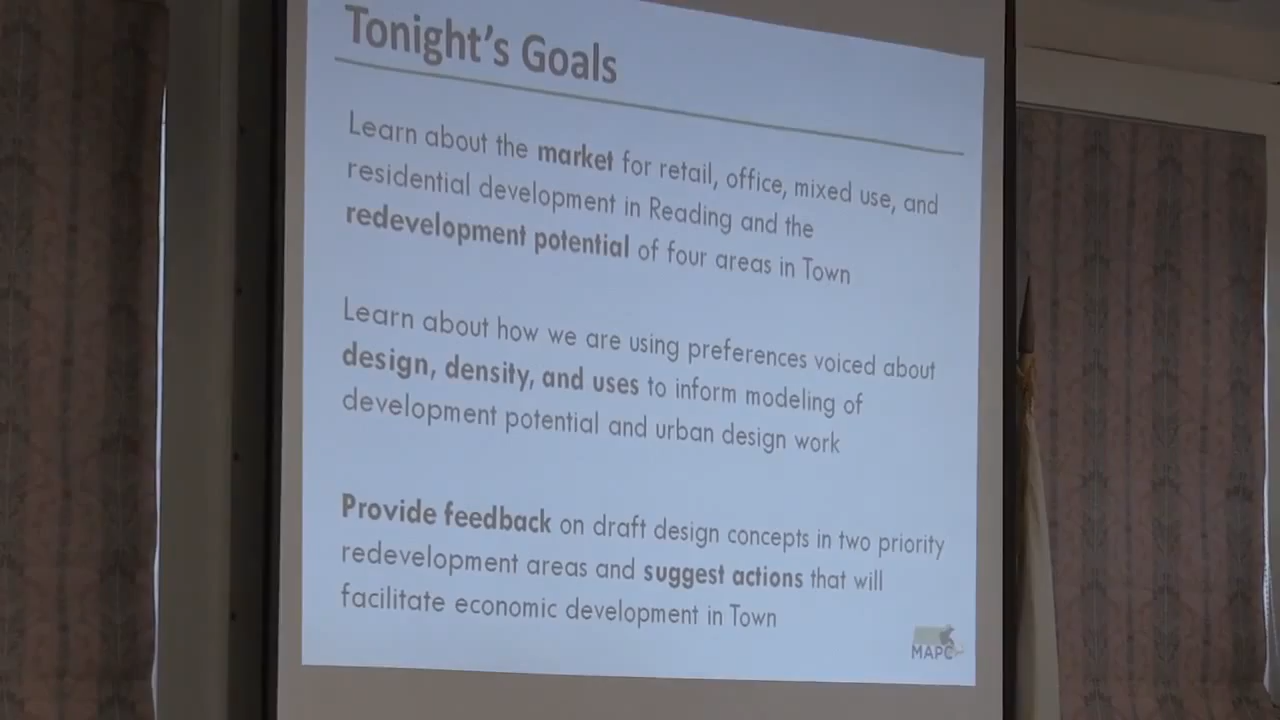 Tonight's Goals
Learn about the market for retail, office, mixed use, and
residential development in Reading and the
redevelopment potential of four areas in Town
Learn about how we are using preferences voiced about
design, density, and uses to inform modeling of
development potential and urban design work
Provide feedback on draft design concepts in two priority
redevelopment areas and suggest actions that will
facilitate economic development in Town
MAPC